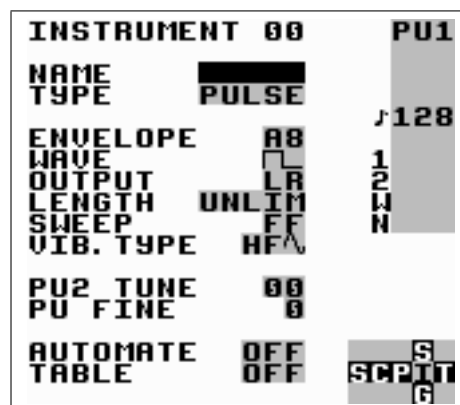 INSTRUMENT 00 PU1
NAME
TYPE PULSE
♪128
ENVELOPE A8
WAVE 1
OUTPUT LR 2
LENGTH UNLIM W
SWEEP FF N
VIB. TYPE HF
PU2 TUNE 00
PU FINE 0
AUTOMATE OFF S
TABLE OFF SCPIT
G